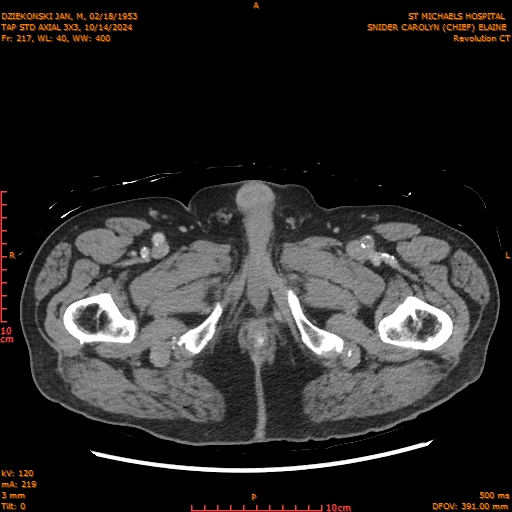 A
DZIEKONSKI JAN, M, 02/18/1953
TAP STD AXIAL 3X3, 10/14/2024
Fr: 217, WL: 40, WW: 400
ST MICHAELS HOSPITAL
SNIDER CAROLYN (CHIEF) ELAINE
Revolution CT
R
L
10
cm
kV: 120
mA: 219
3 mm
Tilt: 0
P
10cm
500 ms
DFOV: 391.00 mm